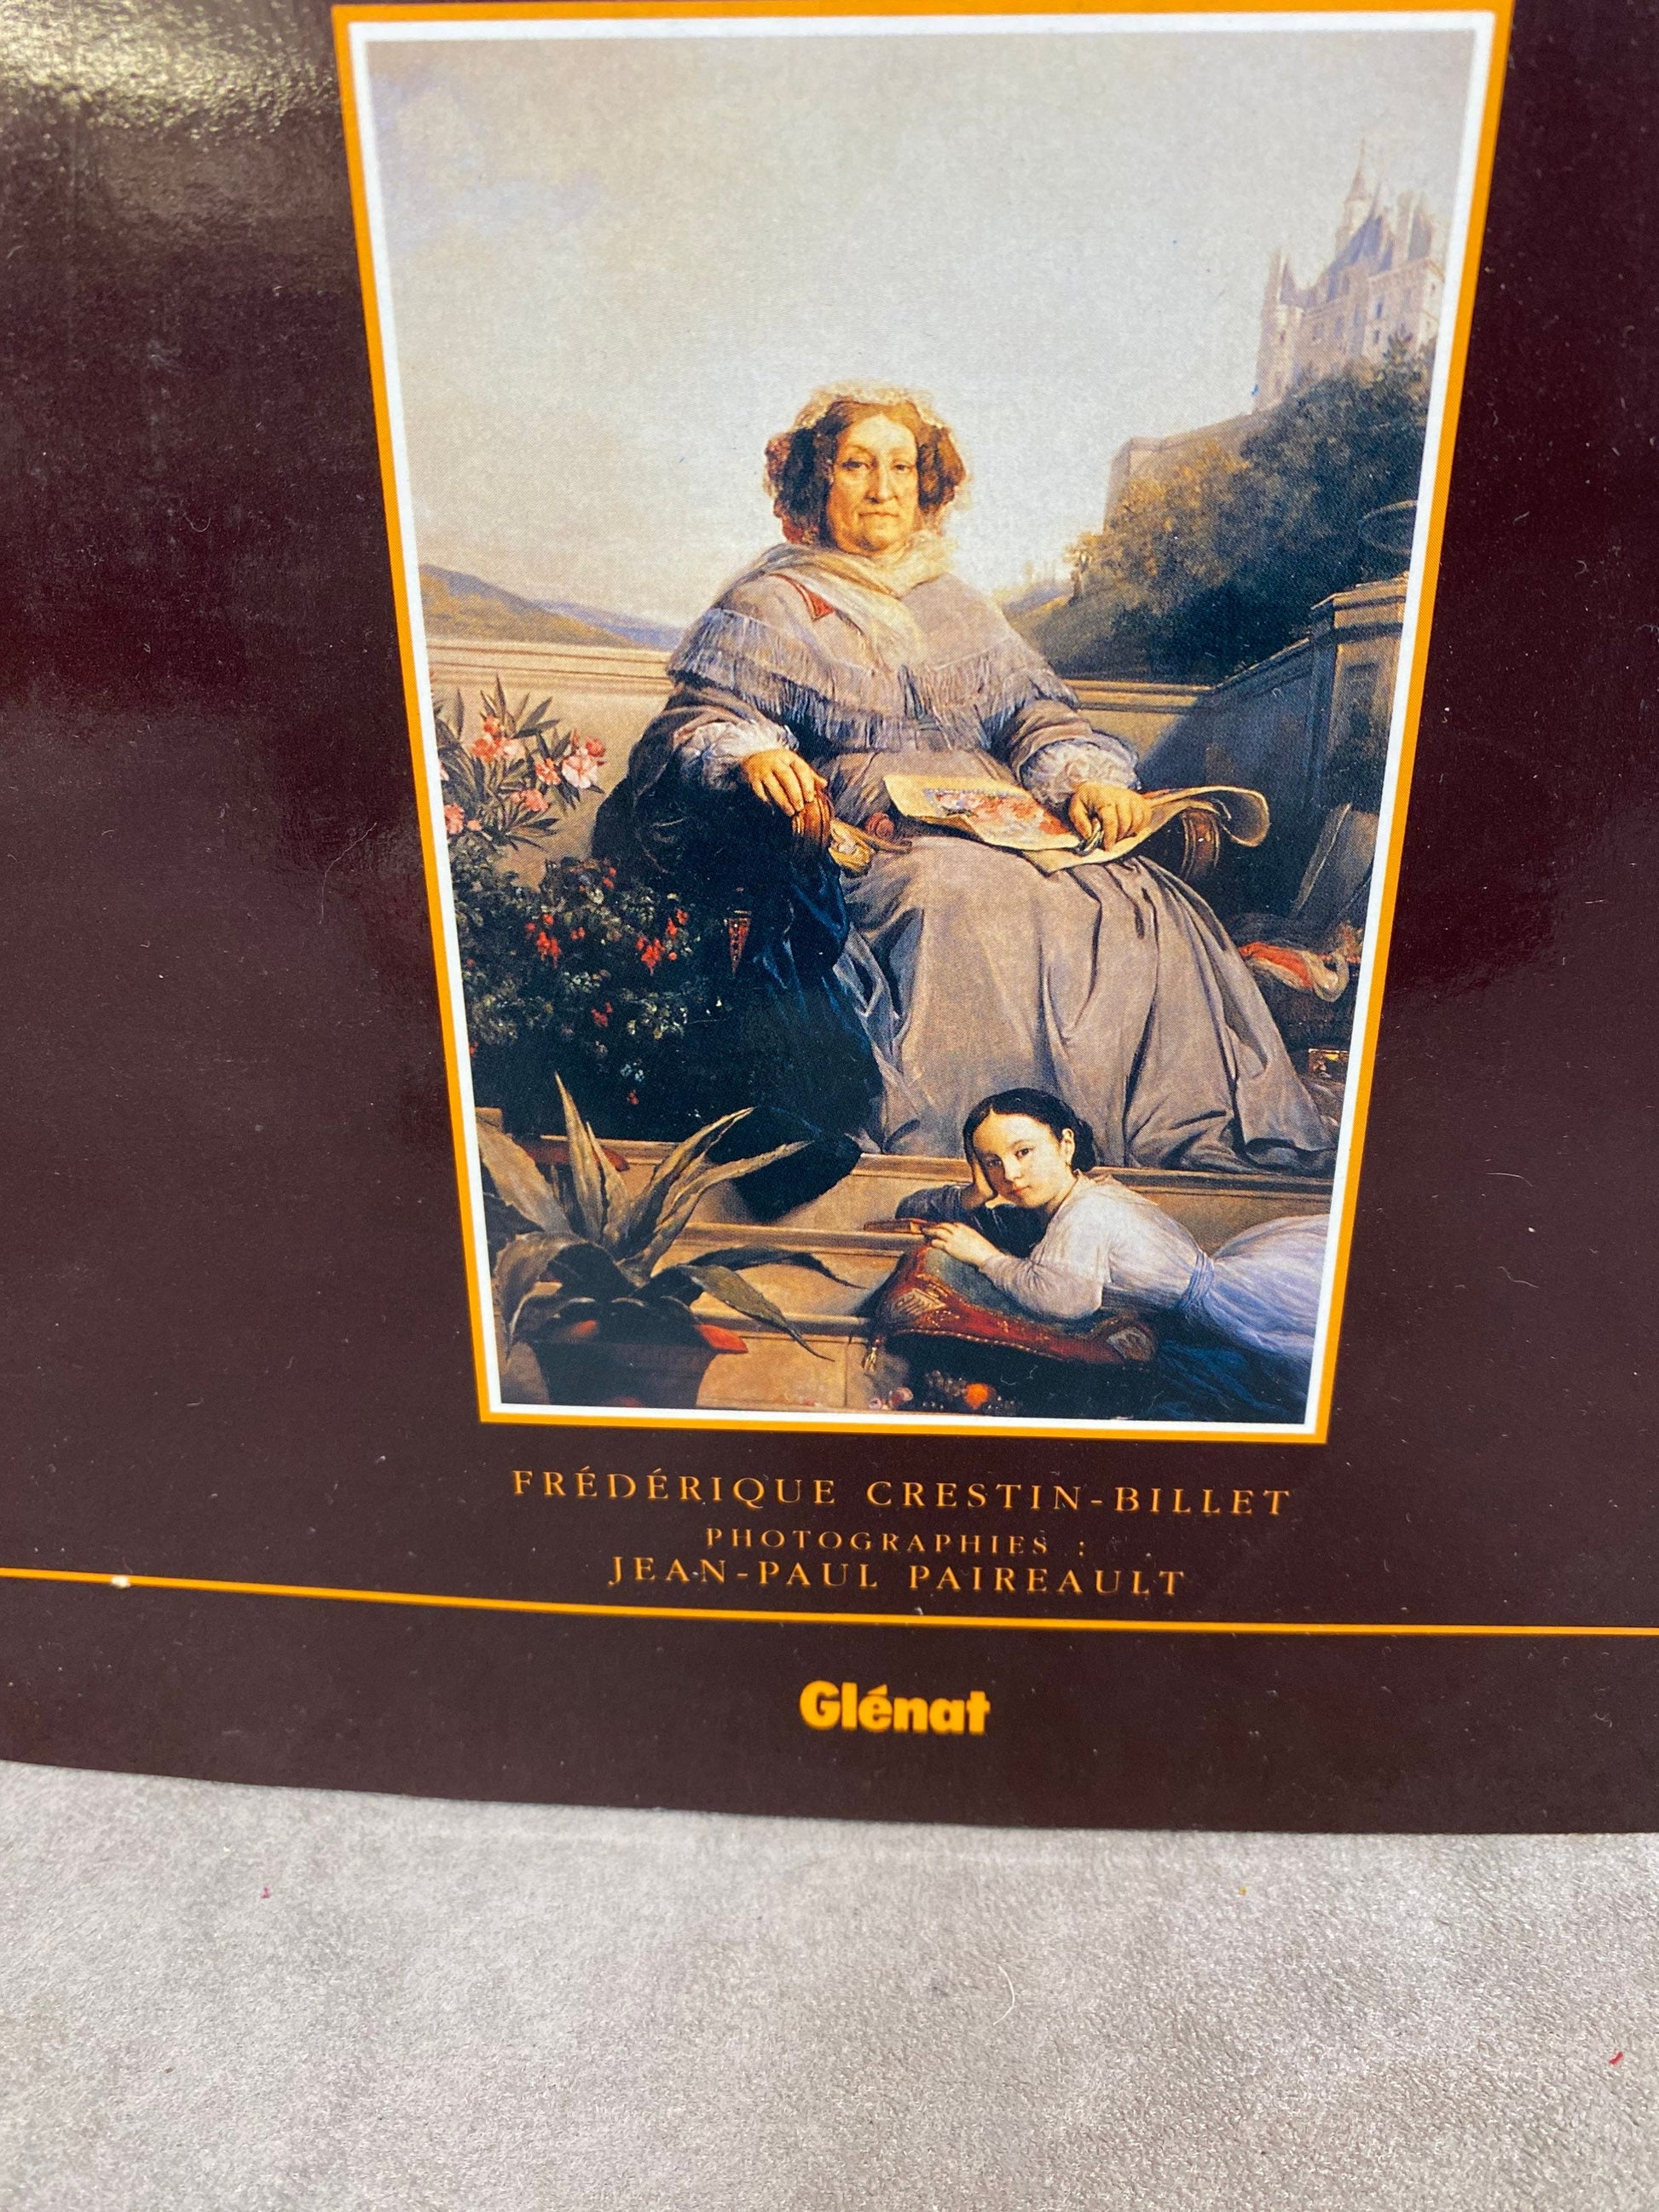 FRÉDÉRIQUE CRESTIN-BILLET
PHOTOGRAPHIES :
JEAN-PAUL PAIREAULT
Glénat